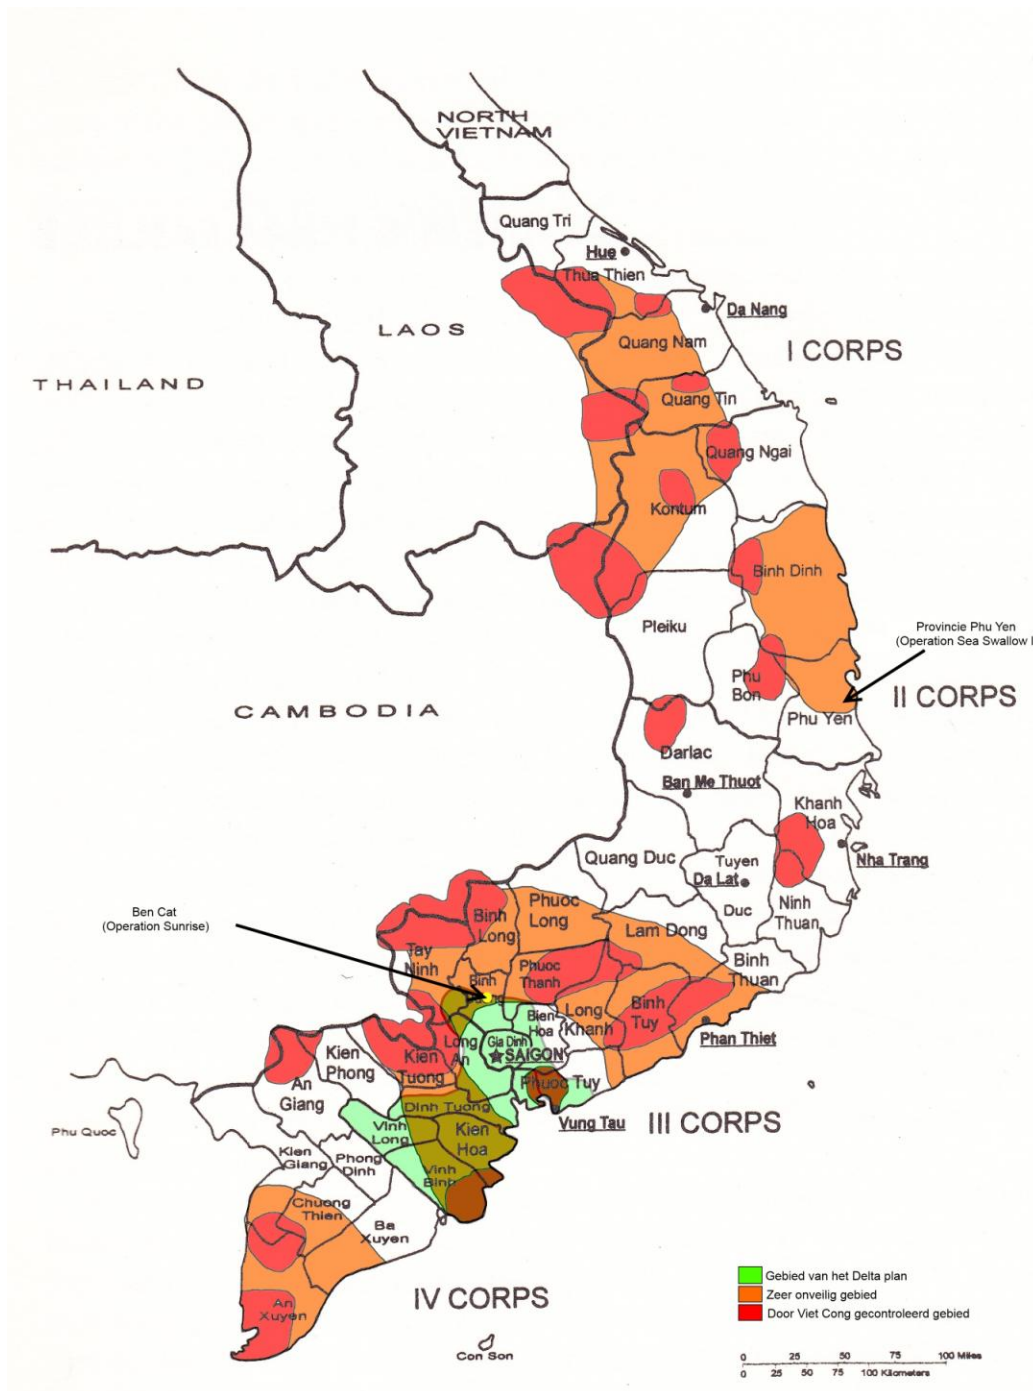 NORTH
VIETNAM
Quang Tri
Hue
Thua Thien
Da Nang
LAOS
I CORPS
Quang Nam
THAILAND
Quang Tin
Quang Ngai
Kontum
Binh Dinh
Pleiku
Provincie Phu Yen
(Operation Sea Swallow I
Phu
Bon
II CORPS
CAMBODIA
Phu Yen
Darlac
Ban Me Thuot
Khanh
Hoa
Quang Duc
Tuyen
Nha Trang
Da Lat
Duc
Ninh
Thuan
Ben Cat
(Operation Sunrise)
Phuoc
Long
Binh
Long
Lam Dong
Tay
Ninh
Binh
Thuan
Phuoc
Thanh
Binh
Long
Khanh
Binh
Tuy
Bien
Hoa
Phan Thiet
Long
An
Gia Dinh
SAIGON
Kien
Phong
Kien
Tuong
An
Giang
Phuoc Tuy
Dinh Tuong
Vung Tau
III CORPS
Phu Quoc
Vinh
Long
Kien
Hoa
Kien
Giang
Phong
Dinh
Vinh
Binh
Chuong
Thien
Ba
Xuyen
An
Xuyen
IV CORPS
Con Son
Gebied van het Delta plan
Zeer onveilig gebied
Door Viet Cong gecontroleerd gebied
0 25 50 75 100 Miles
0 25 50 75 100 Kilometers